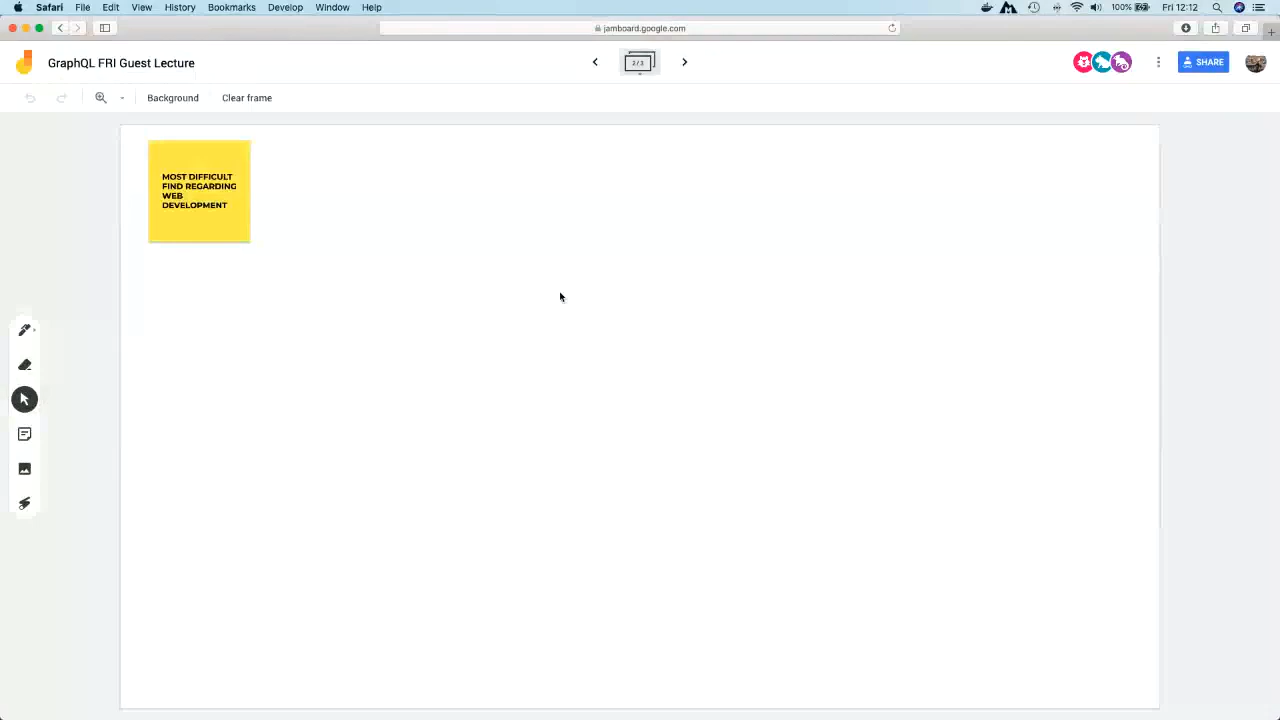 Safari File Edit View History Bookmarks Develop Window Help 100% Fri 12:12
jamboard.google.com
GraphQL FRI Guest Lecture
SHARE
Background Clear frame
MOST DIFFICULT
FIND REGARDING
WEB
DEVELOPMENT